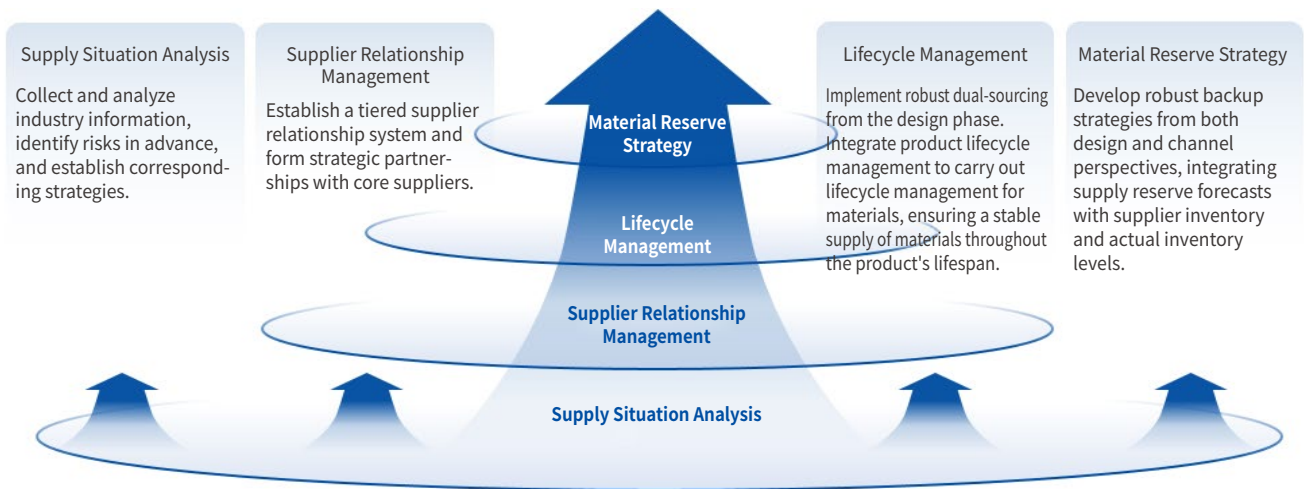 Supply Situation Analysis
Collect and analyze
industry information,
identify risks in advance,
and establish correspond-
ing strategies.
Supplier Relationship
Management
Establish a tiered supplier
relationship system and
form strategic partner-
ships with core suppliers.
Lifecycle Management
Implement robust dual-sourcing
from the design phase.
Integrate product lifecycle
management to carry out
lifecycle management for
materials, ensuring a stable
supply of materials throughout
the product's lifespan.
Material Reserve Strategy
Develop robust backup
strategies from both
design and channel
perspectives, integrating
supply reserve forecasts
with supplier inventory
and actual inventory
levels.
Material Reserve
Strategy
Lifecycle
Management
Supplier Relationship
Management
Supply Situation Analysis